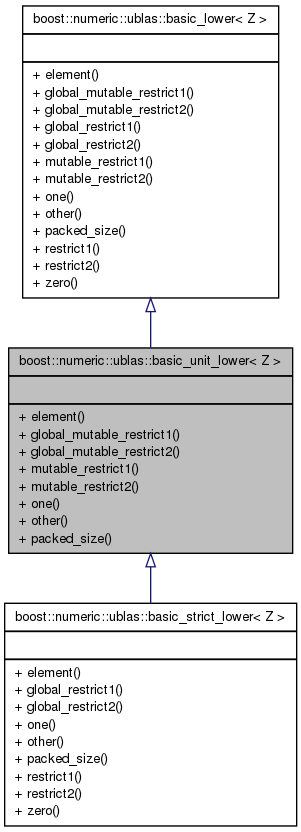 boost::numeric::ublas::basic_lower< Z >
+ element()
+ global_mutable_restrict1()
+ global_mutable_restrict2()
+ global_restrict1()
+ global_restrict2()
+ mutable_restrict1()
+ mutable_restrict2()
+ one()
+ other()
+ packed_size()
+ restrict1()
+ restrict2()
+ zero()
boost::numeric::ublas::basic_unit_lower< Z >
+ element()
+ global_mutable_restrict1()
+ global_mutable_restrict2()
+ mutable_restrict1()
+ mutable_restrict2()
+ one()
+ other()
+ packed_size()
boost::numeric::ublas::basic_strict_lower< Z >
+ element()
+ global_restrict1()
+ global_restrict2()
+ one()
+ other()
+ packed_size()
+ restrict1()
+ restrict2()
+ zero()